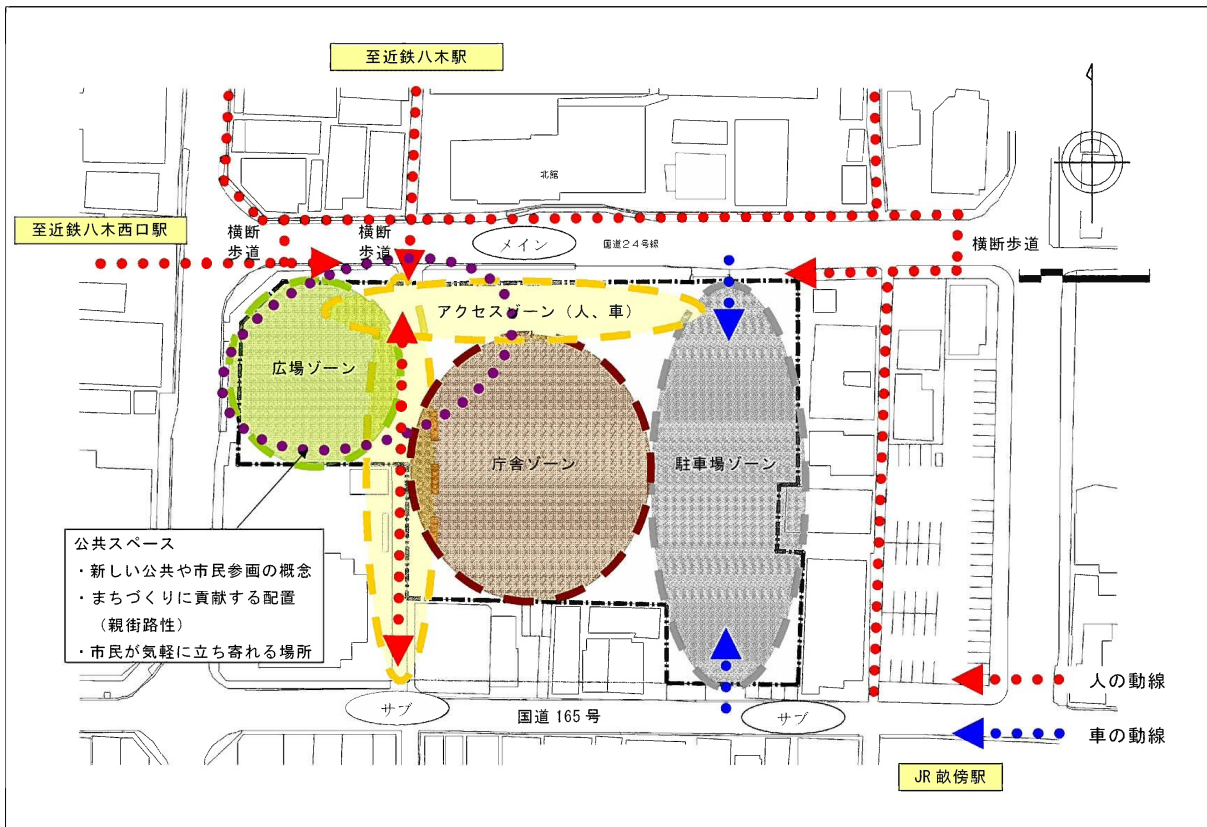 至近鉄八木駅
北館
至近鉄八木西口駅
横断
歩道
横断
歩道
メイン
国道24号線
横断歩道
アクセスゾーン（人、車）
広場ゾーン
庁舎ゾーン
駐車場ゾーン
公共スペース
・新しい公共や市民参画の概念
・まちづくりに貢献する配置
（親街路性）
・市民が気軽に立ち寄れる場所
人の動線
サブ
国道165号
サブ
車の動線
JR畝傍駅